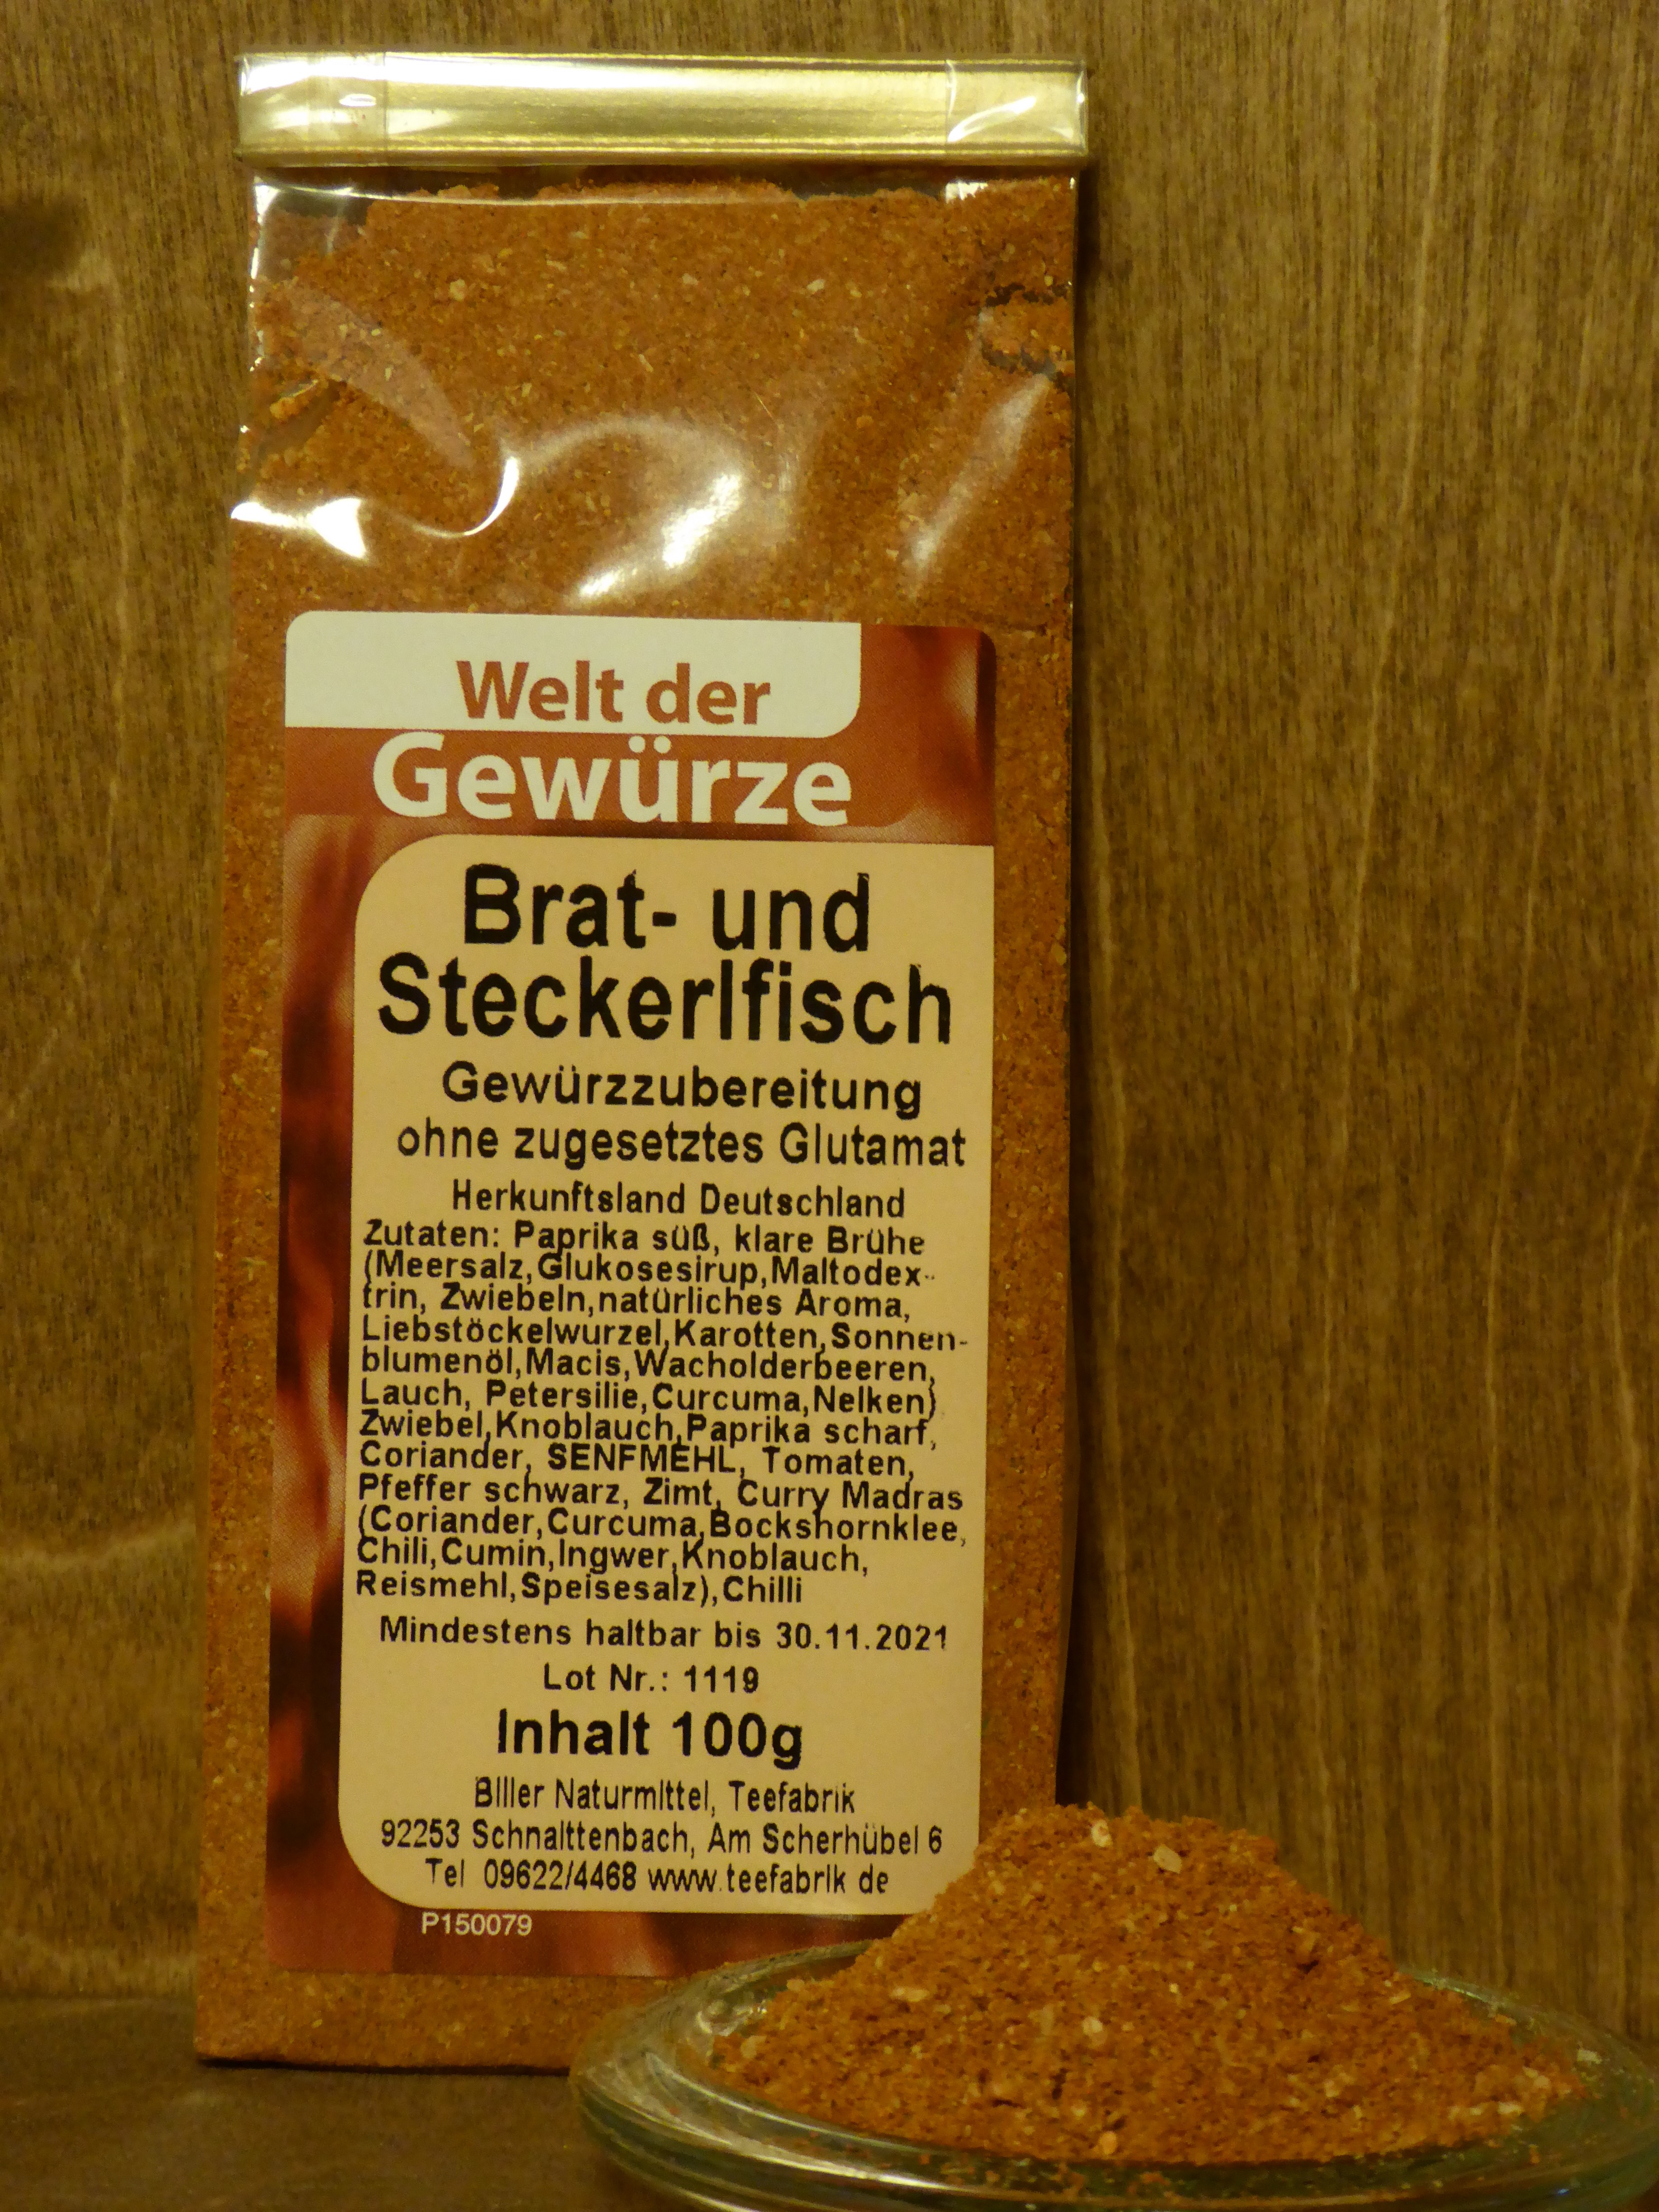 Welt der
Gewürze
Brat- und
Steckerlfisch
Gewürzzubereitung
ohne zugesetztes Glutamat
Herkunftsland Deutschland
Zutaten: Paprika süß, klare Brühe
(Meersalz,Glukosesirup,Maltodex-
trin, Zwiebeln,natürliches Aroma,
Liebstöckelwurzel,Karotten,Sonnen-
blumenöl,Macis,Wacholderbeeren,
Lauch, Petersilie,Curcuma,Nelken)
Zwiebel,Knoblauch,Paprika scharf,
Coriander, SENFMEHL, Tomaten,
Pfeffer schwarz, Zimt, Curry Madras
(Coriander,Curcuma,Bockshornklee,
Chili,Cumin,Ingwer,Knoblauch,
Reismehl,Speisesalz),Chilli
Mindestens haltbar bis 30.11.2021
Lot Nr.: 1119
Inhalt 100g
Biller Naturmittel, Teefabrik
92253 Schnaittenbach, Am Scherhübel 6
Tel 09622/4468 www.teefabrik de
P150079